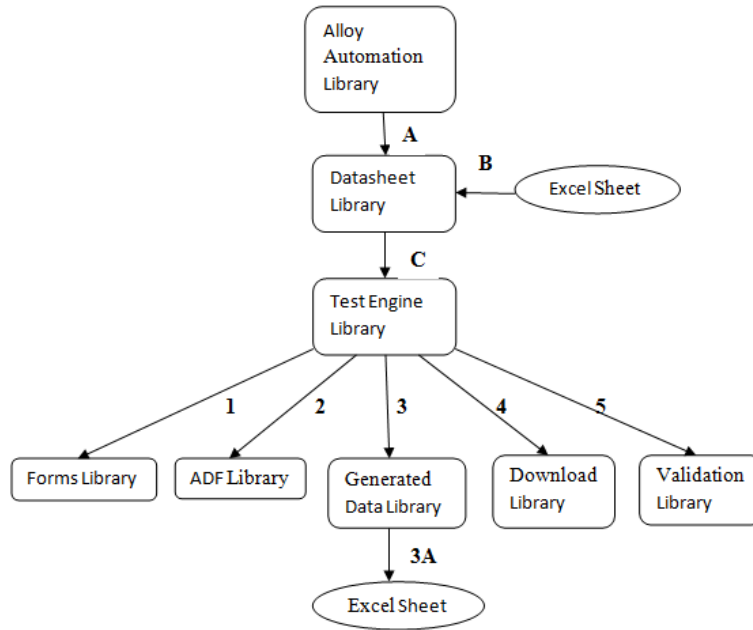 Alloy
Automation
Library
A
B
Datasheet
Library
Excel Sheet
C
Test Engine
Library
1
2
3
4
5
Forms Library
ADF Library
Generated
Data Library
Download
Library
Validation
Library
3A
Excel Sheet